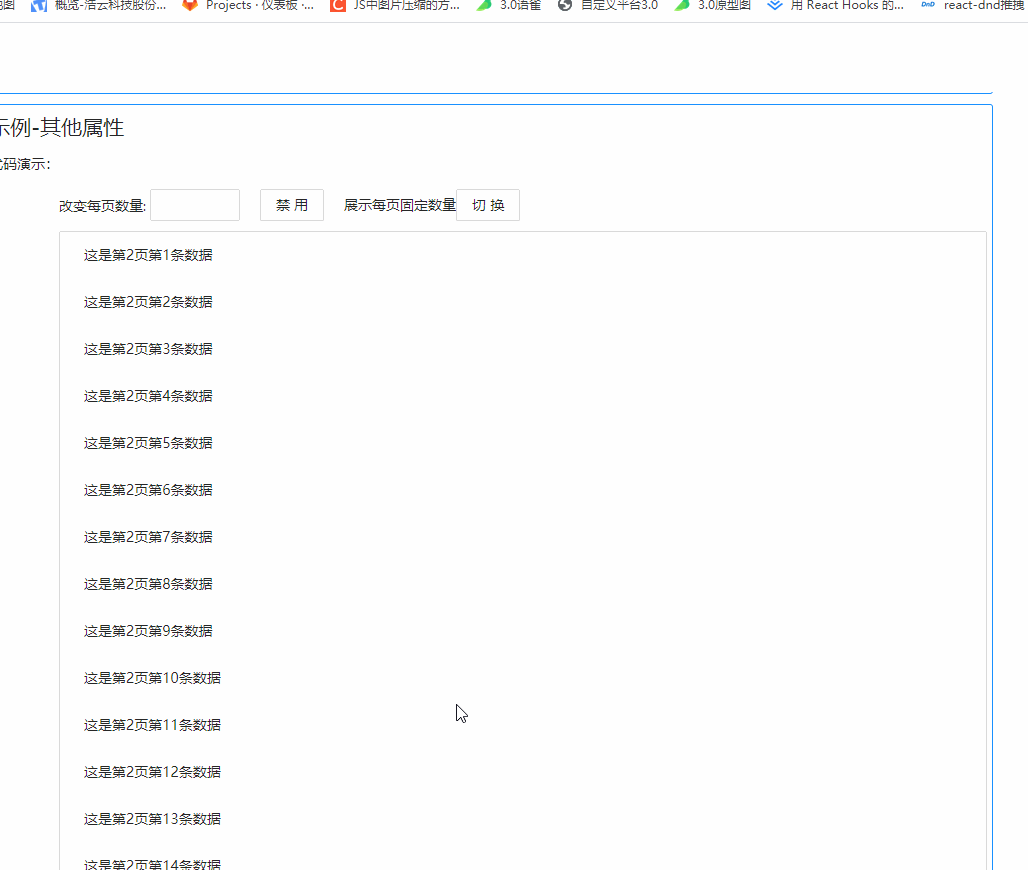 地图 概览-浩云科技股份... Projects · 仪表板 ·... JS中图片压缩的方... 3.0语雀 自定义平台3.0 3.0原型图 用 React Hooks 的... DnD react-dnd推拽
示例-其他属性
代码演示：
改变每页数量: 禁 用 展示每页固定数量 切 换
这是第2页第1条数据
这是第2页第2条数据
这是第2页第3条数据
这是第2页第4条数据
这是第2页第5条数据
这是第2页第6条数据
这是第2页第7条数据
这是第2页第8条数据
这是第2页第9条数据
这是第2页第10条数据
这是第2页第11条数据
这是第2页第12条数据
这是第2页第13条数据
这是第2页第14条数据